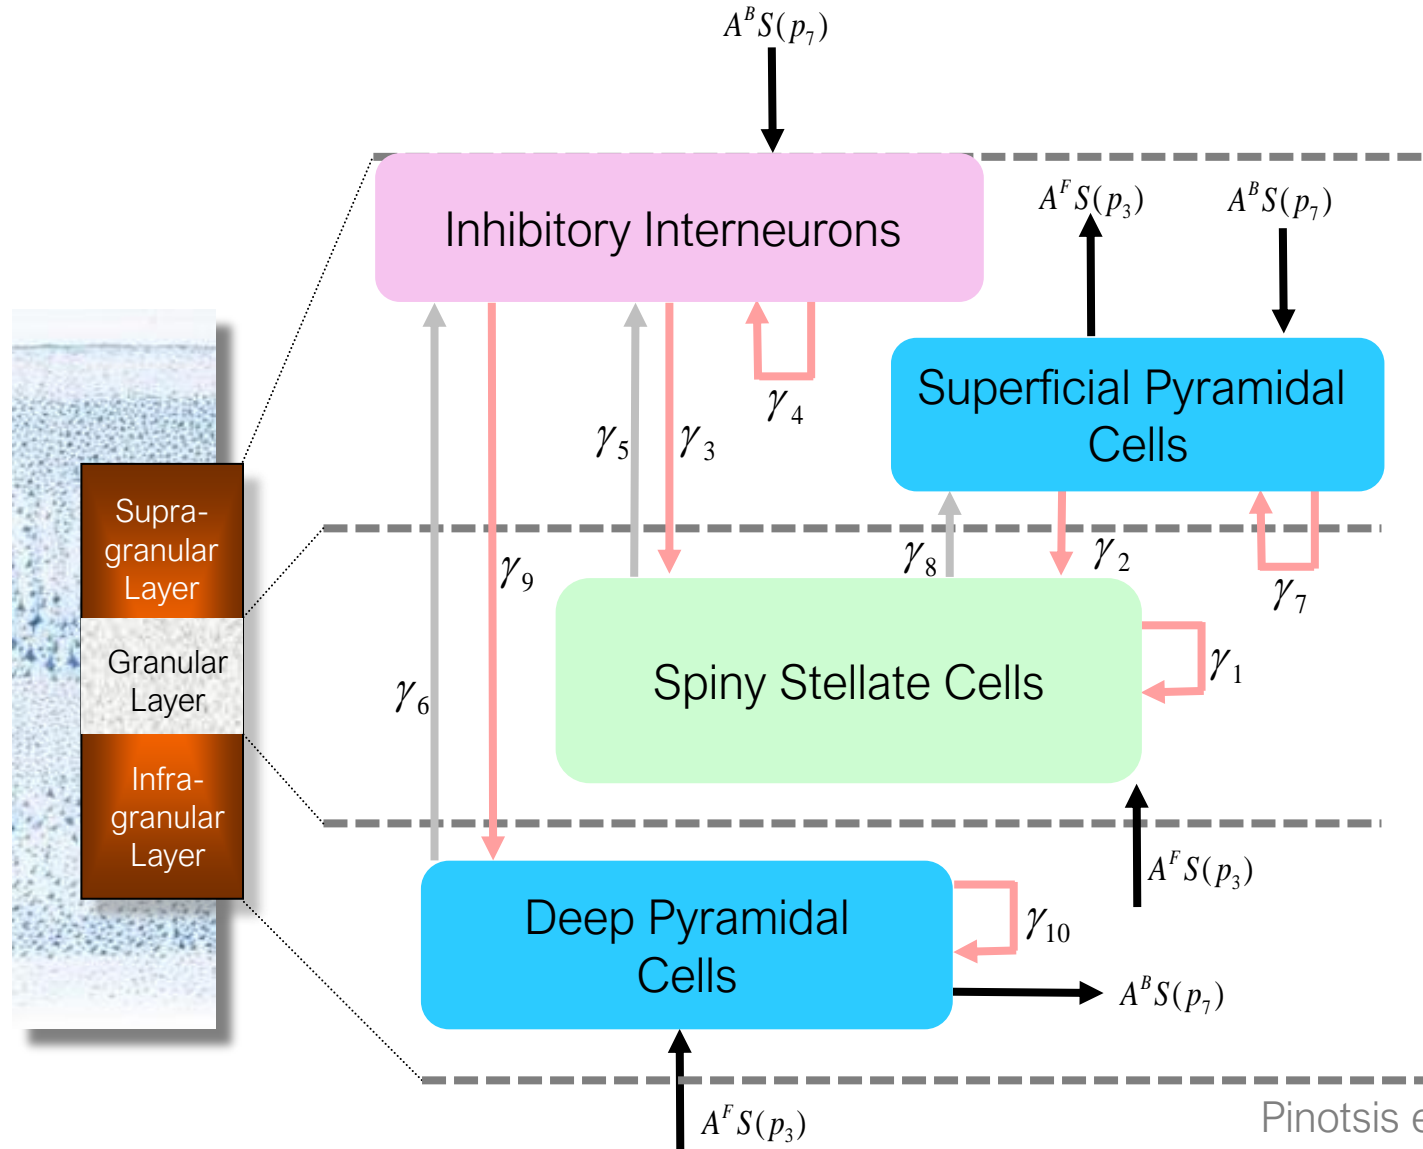 A^B S(p_7)
Inhibitory Interneurons
A^F S(p_3)
A^B S(p_7)
Superficial Pyramidal
Cells
γ_4
γ_5
γ_3
Supra-
granular
Layer
γ_9
γ_8
γ_2
γ_7
Granular
Layer
γ_6
Spiny Stellate Cells
γ_1
Infra-
granular
Layer
A^F S(p_3)
Deep Pyramidal
Cells
γ_10
A^B S(p_7)
A^F S(p_3)
Pinotsis e